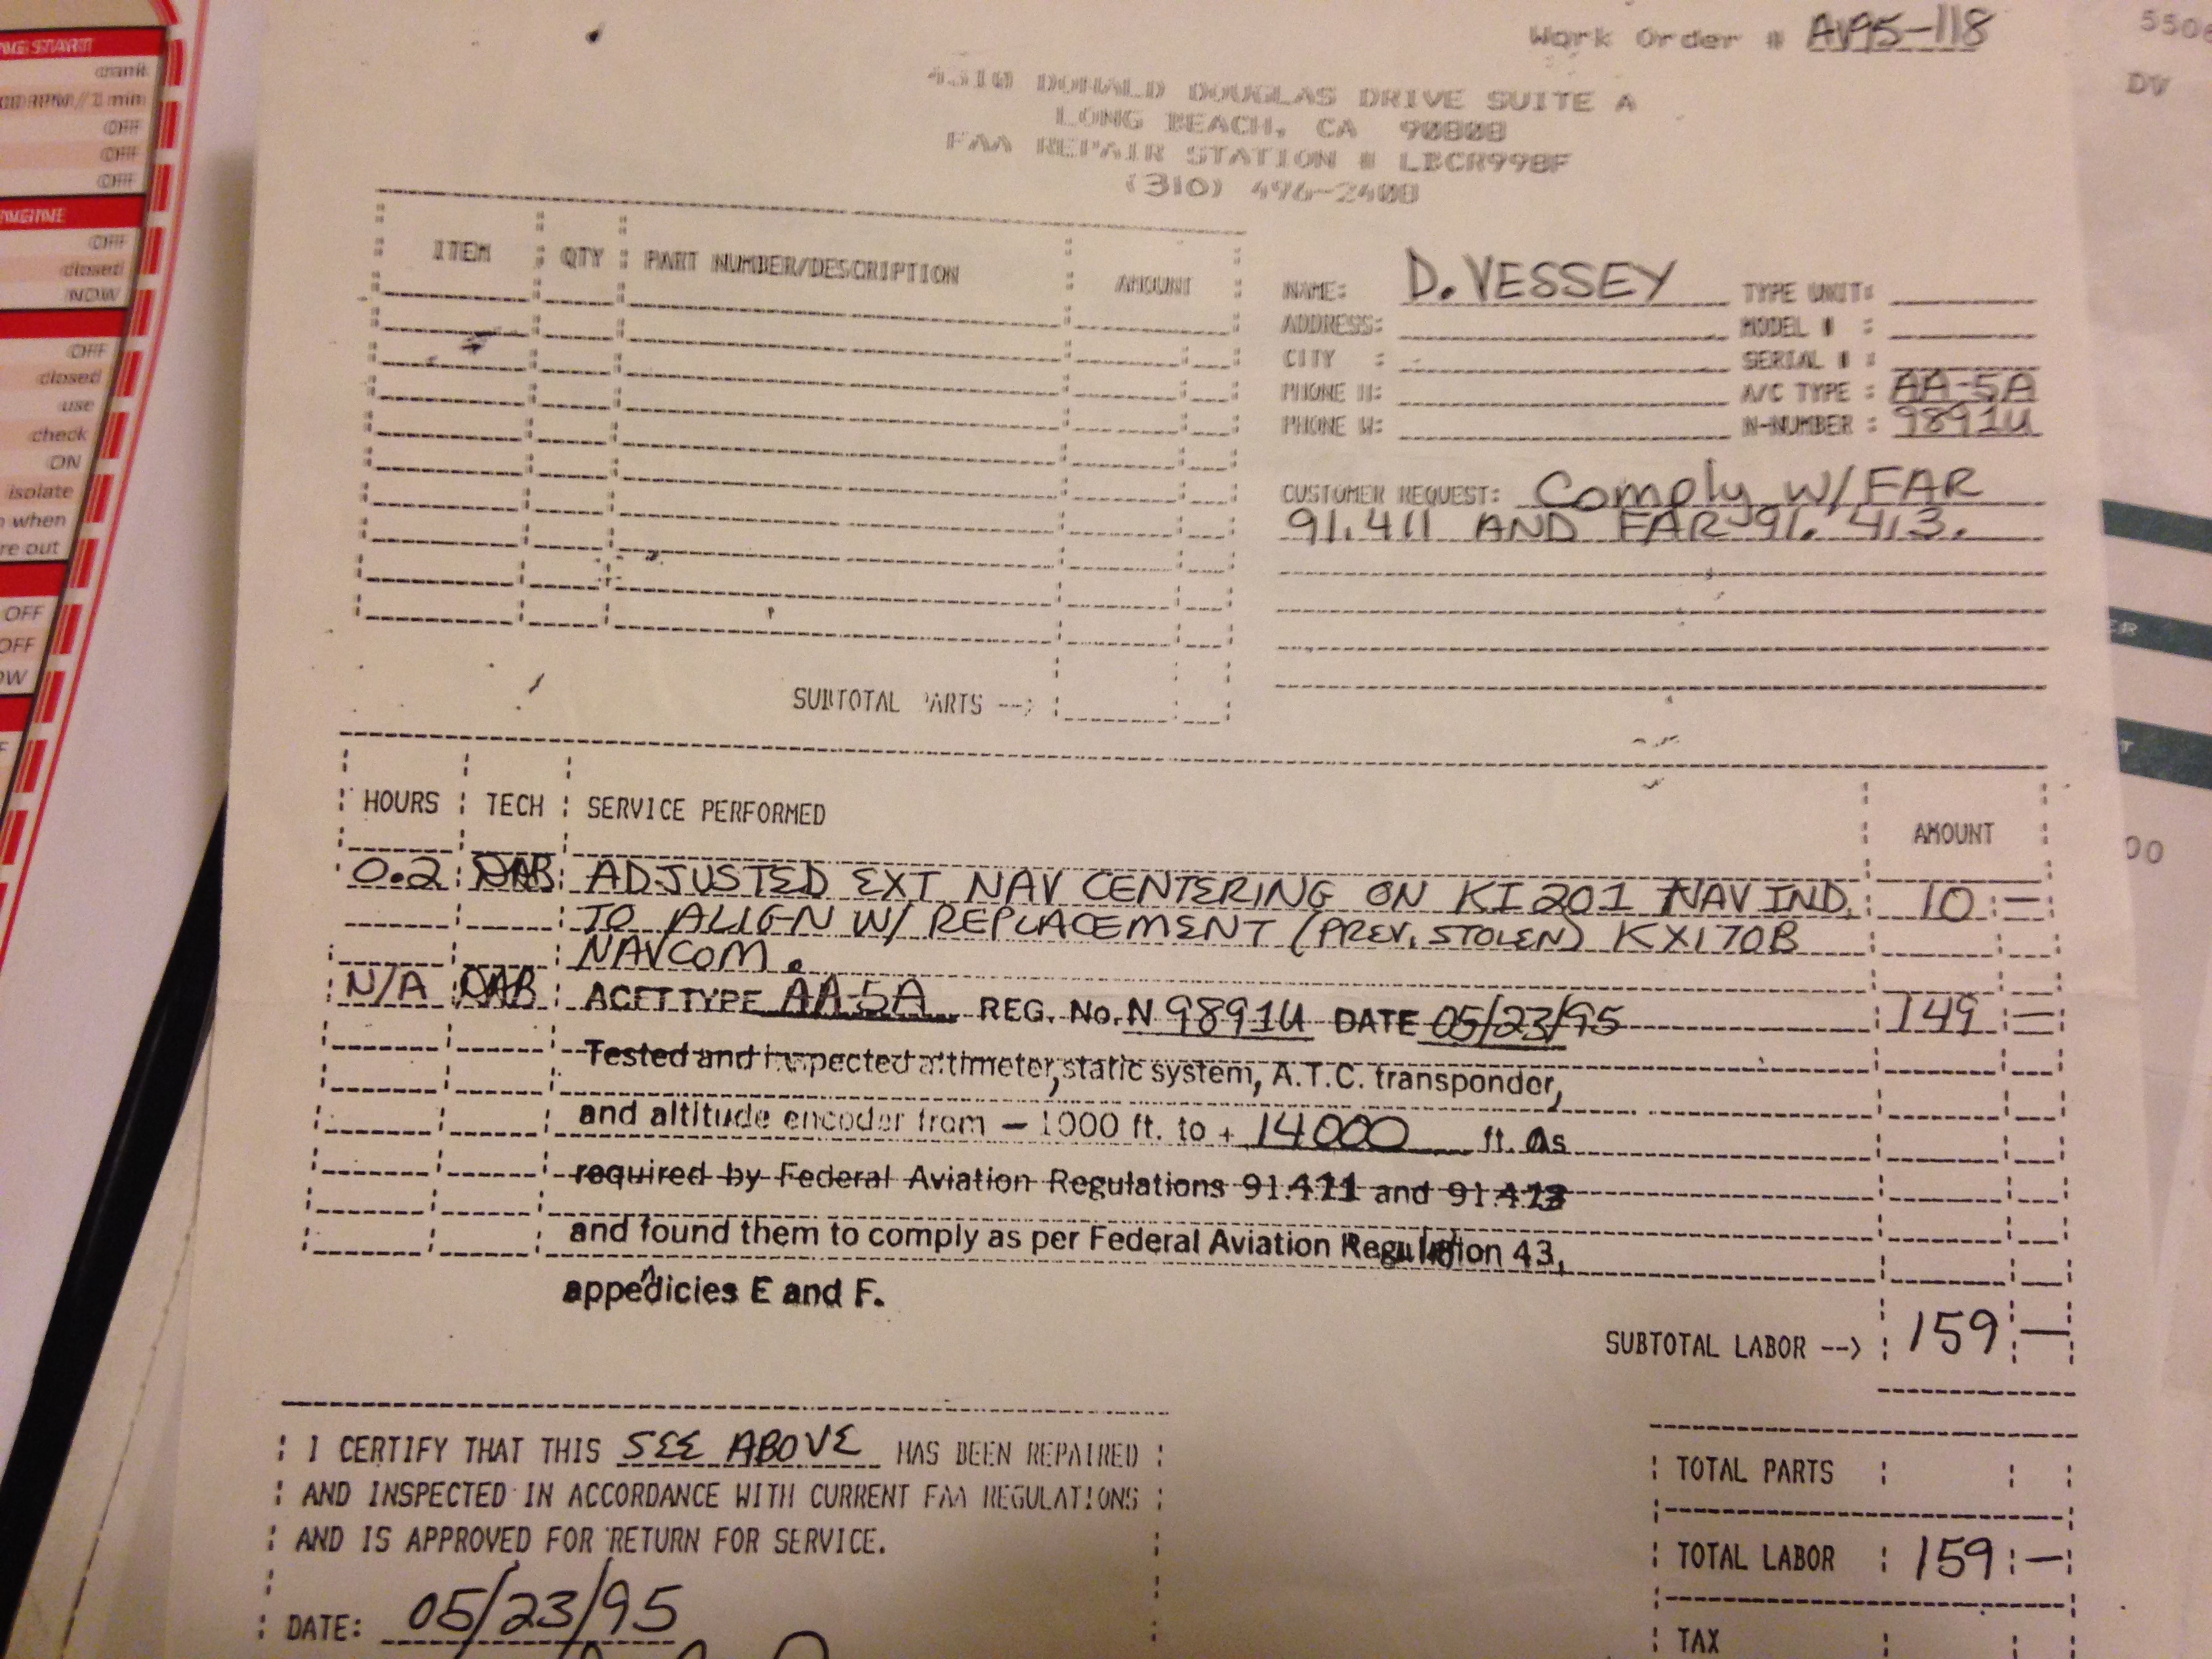 NG START
crank
OFF
OFF
OFF
ENGINE
OFF
closed
NOW
OFF
closed
use
check
ON
isolate
when
re out
OFF
OFF
OW
Work Order # AV95-118
4310 DONALD DOUGLAS DRIVE SUITE A
LONG BEACH, CA 90808
FAA REPAIR STATION # LBCR998F
(310) 496-2408
ITEM QTY PART NUMBER/DESCRIPTION AMOUNT
NAME: D. VESSEY TYPE UNIT:
ADDRESS: MODEL # :
CITY : SERIAL # :
PHONE H: A/C TYPE : AA-5A
PHONE W: N-NUMBER : 9891U
CUSTOMER REQUEST: Comply W/ FAR
91.411 AND FAR 91.413.
SUBTOTAL PARTS -->
HOURS TECH SERVICE PERFORMED AMOUNT
0.2 DAB ADJUSTED EXT NAV CENTERING ON KI 201 NAV IND. 10 —
TO ALIGN W/ REPLACEMENT (PREV. STOLEN) KX170B
NAVCOM.
N/A DAB ACFT TYPE AA-5A REG. No. N 9891U DATE 05/23/95 149 —
Tested and inspected altimeter, static system, A.T.C. transponder,
and altitude encoder from – 1000 ft. to + 14000 ft. as
required by Federal Aviation Regulations 91.411 and 91.413
and found them to comply as per Federal Aviation Regulation 43,
appendicies E and F.
SUBTOTAL LABOR --> 159 —
I CERTIFY THAT THIS SEE ABOVE HAS BEEN REPAIRED
AND INSPECTED IN ACCORDANCE WITH CURRENT FAA REGULATIONS
AND IS APPROVED FOR RETURN FOR SERVICE.
DATE: 05/23/95
TOTAL PARTS
TOTAL LABOR 159 —
TAX
550
DV
00